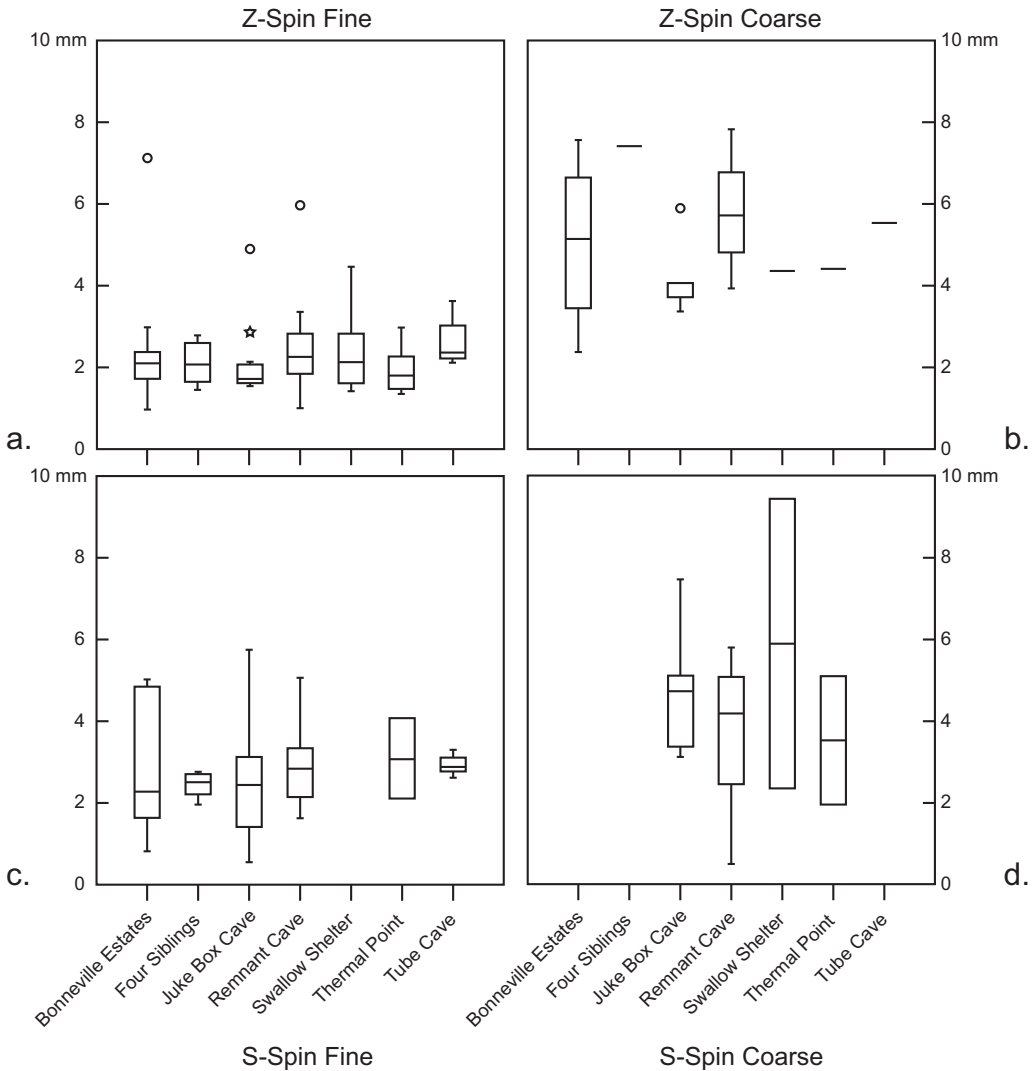 Z-Spin Fine
Z-Spin Coarse
10 mm
10 mm
8
8
6
6
4
4
2
2
0
0
a.
b.
10 mm
10 mm
8
8
6
6
4
4
2
2
0
0
c.
d.
Bonneville Estates
Four Siblings
Juke Box Cave
Remnant Cave
Swallow Shelter
Thermal Point
Tube Cave
Bonneville Estates
Four Siblings
Juke Box Cave
Remnant Cave
Swallow Shelter
Thermal Point
Tube Cave
S-Spin Fine
S-Spin Coarse